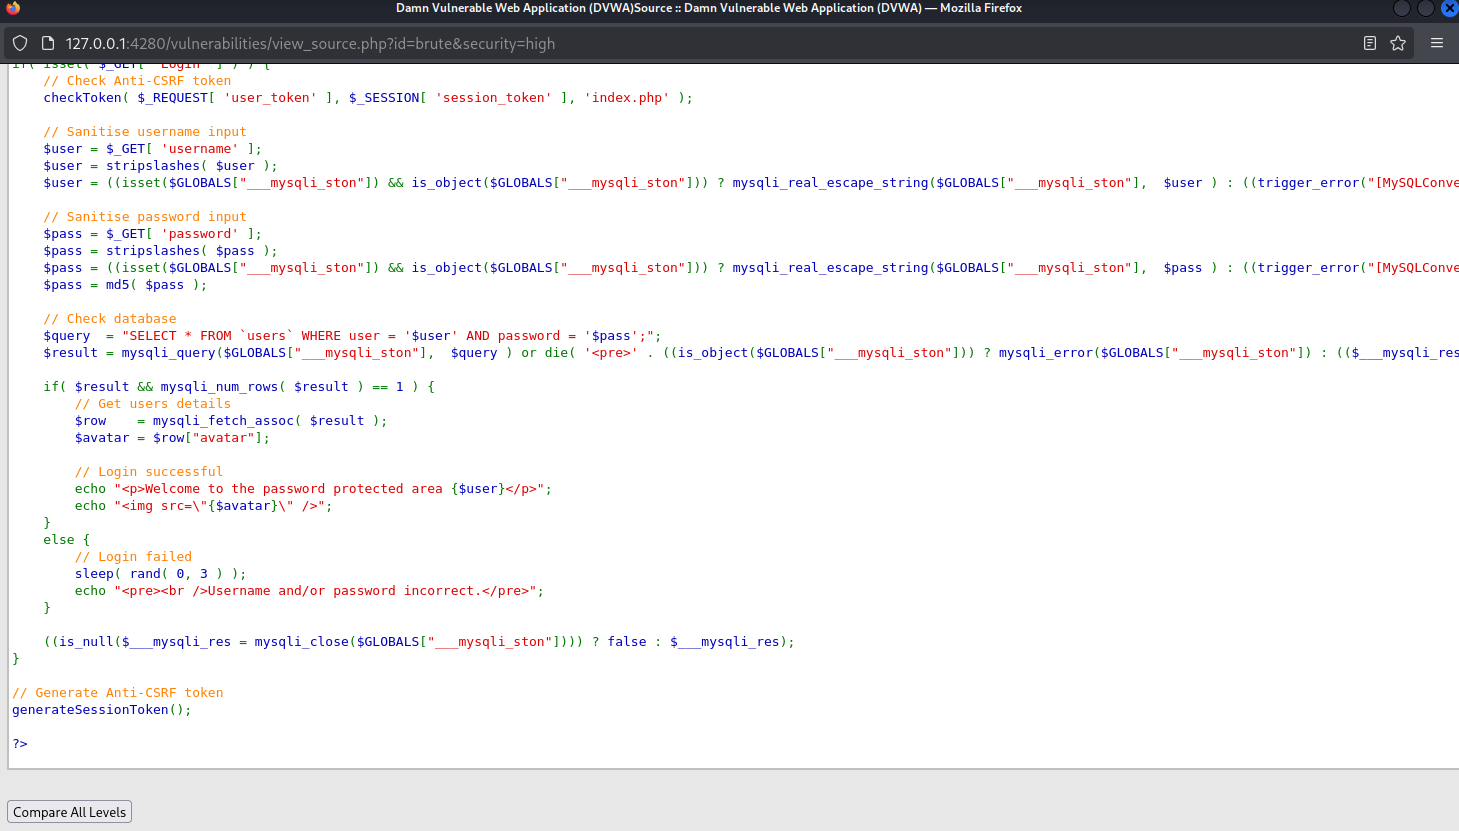 Damn Vulnerable Web Application (DVWA)Source :: Damn Vulnerable Web Application (DVWA) — Mozilla Firefox
127.0.0.1:4280/vulnerabilities/view_source.php?id=brute&security=high
if( isset( $_GET[ 'Login' ] ) ) {
    // Check Anti-CSRF token
    checkToken( $_REQUEST[ 'user_token' ], $_SESSION[ 'session_token' ], 'index.php' );
    // Sanitise username input
    $user = $_GET[ 'username' ];
    $user = stripslashes( $user );
    $user = ((isset($GLOBALS["___mysqli_ston"]) && is_object($GLOBALS["___mysqli_ston"])) ? mysqli_real_escape_string($GLOBALS["___mysqli_ston"],  $user ) : ((trigger_error("[MySQLConve
    // Sanitise password input
    $pass = $_GET[ 'password' ];
    $pass = stripslashes( $pass );
    $pass = ((isset($GLOBALS["___mysqli_ston"]) && is_object($GLOBALS["___mysqli_ston"])) ? mysqli_real_escape_string($GLOBALS["___mysqli_ston"],  $pass ) : ((trigger_error("[MySQLConve
    $pass = md5( $pass );
    // Check database
    $query  = "SELECT * FROM `users` WHERE user = '$user' AND password = '$pass';";
    $result = mysqli_query($GLOBALS["___mysqli_ston"],  $query ) or die( '<pre>' . ((is_object($GLOBALS["___mysqli_ston"])) ? mysqli_error($GLOBALS["___mysqli_ston"]) : (($___mysqli_res
    if( $result && mysqli_num_rows( $result ) == 1 ) {
        // Get users details
        $row    = mysqli_fetch_assoc( $result );
        $avatar = $row["avatar"];
        // Login successful
        echo "<p>Welcome to the password protected area {$user}</p>";
        echo "<img src=\"{$avatar}\" />";
    }
    else {
        // Login failed
        sleep( rand( 0, 3 ) );
        echo "<pre><br />Username and/or password incorrect.</pre>";
    }
    ((is_null($___mysqli_res = mysqli_close($GLOBALS["___mysqli_ston"]))) ? false : $___mysqli_res);
}
// Generate Anti-CSRF token
generateSessionToken();
?>
Compare All Levels